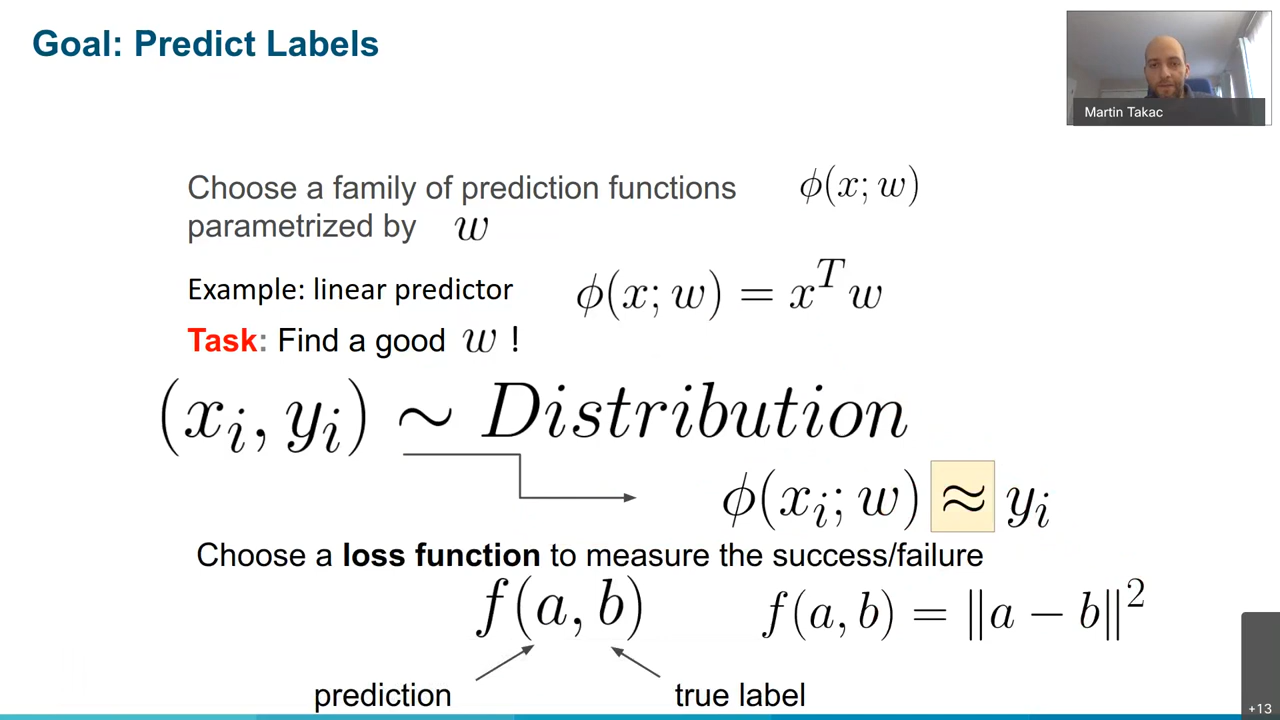 Goal: Predict Labels
Martin Takac
Choose a family of prediction functions ϕ(x; w)
parametrized by w
Example: linear predictor ϕ(x; w) = x^T w
Task: Find a good w !
(x_i, y_i) ∼ Distribution
ϕ(x_i; w) ≈ y_i
Choose a loss function to measure the success/failure
f(a, b) f(a, b) = ‖a − b‖^2
prediction true label
+13